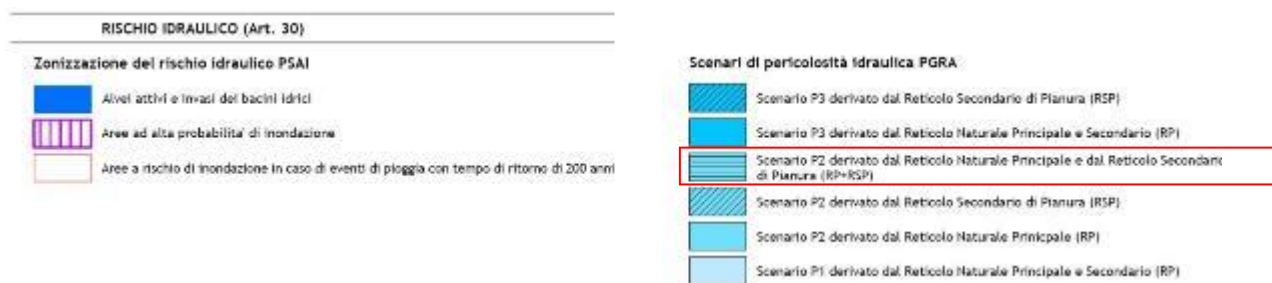 RISCHIO IDRAULICO (Art. 30)
Zonizzazione del rischio idraulico PSAI
Alvei attivi e invasi dei bacini idrici
Aree ad alta probabilita' di inondazione
Aree a rischio di inondazione in caso di eventi di pioggia con tempo di ritorno di 200 anni
Scenari di pericolosità idraulica PGRA
Scenario P3 derivato dal Reticolo Secondario di Pianura (RSP)
Scenario P3 derivato dal Reticolo Naturale Principale e Secondario (RP)
Scenario P2 derivato dal Reticolo Naturale Principale e dal Reticolo Secondario
di Pianura (RP+RSP)
Scenario P2 derivato dal Reticolo Secondario di Pianura (RSP)
Scenario P2 derivato dal Reticolo Naturale Prinicpale (RP)
Scenario P1 derivato dal Reticolo Naturale Principale e Secondario (RP)